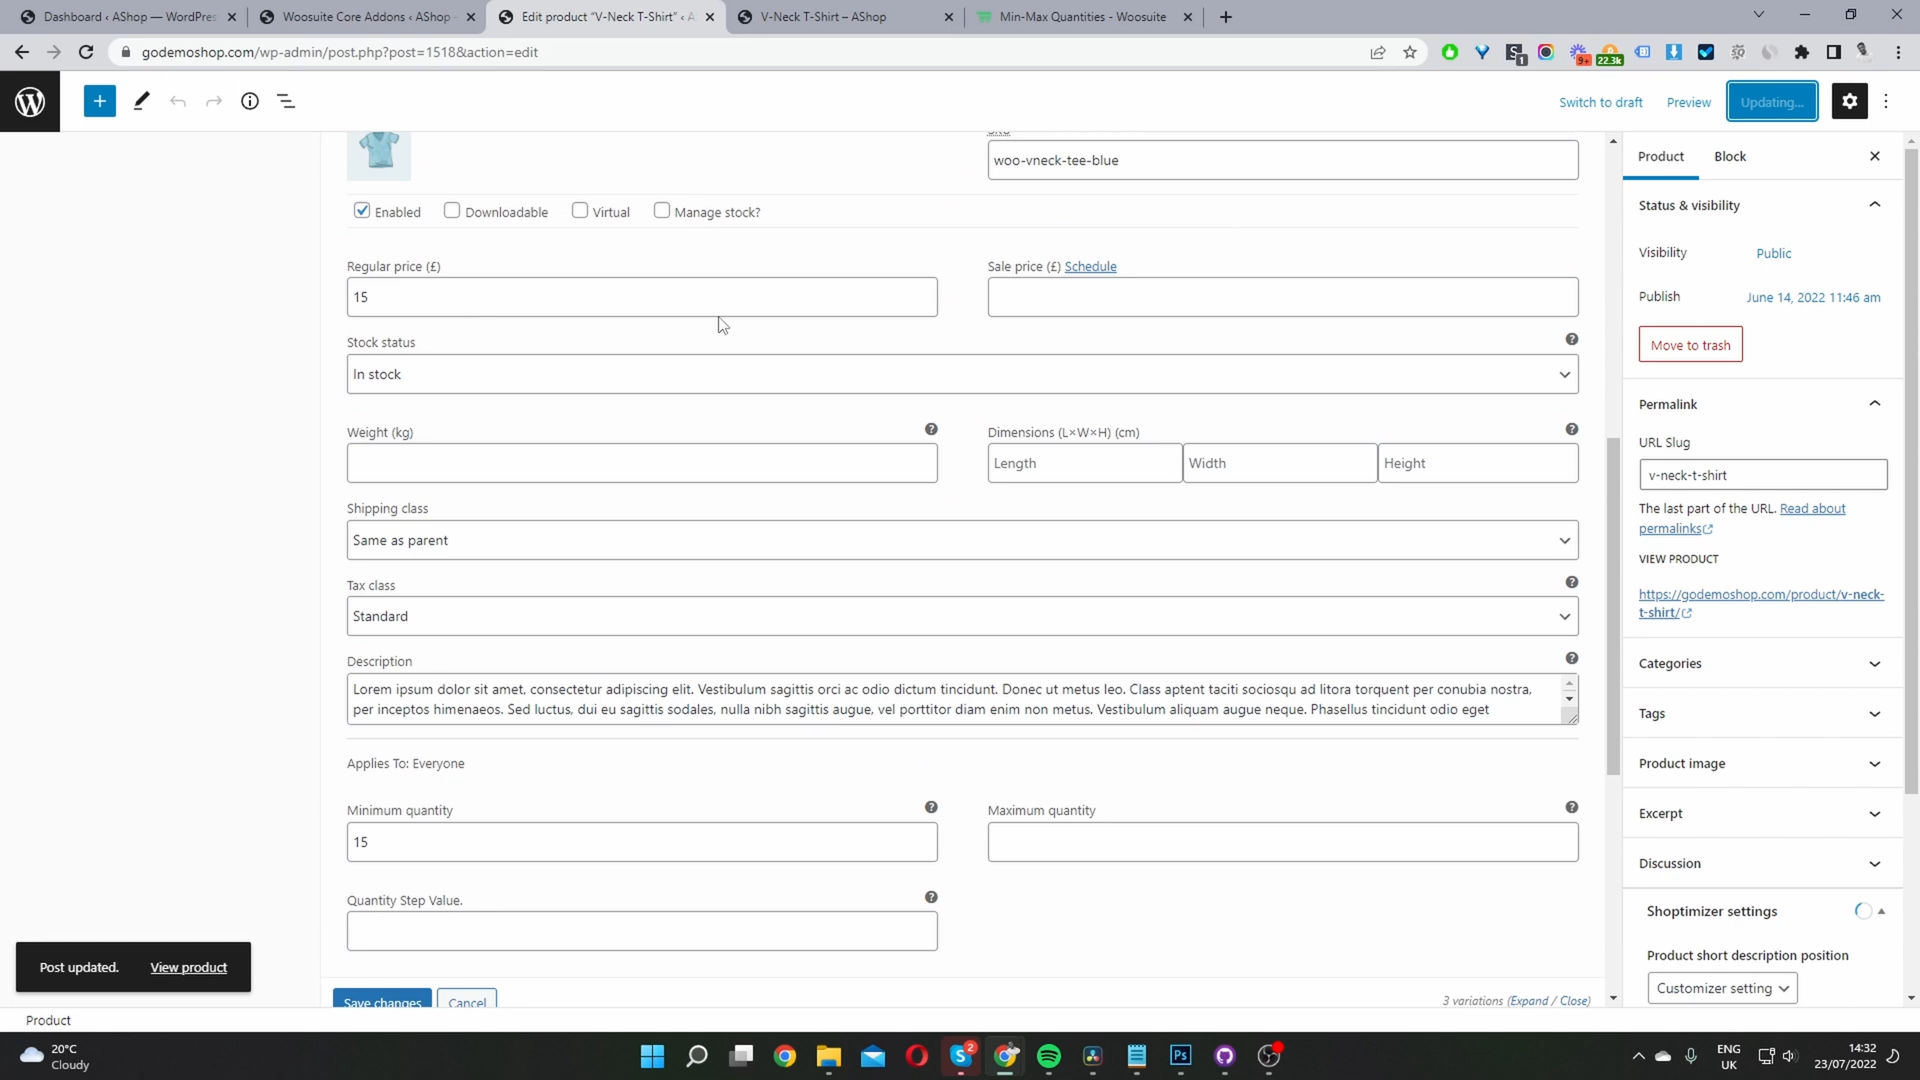 Dashboard ‹ AShop — WordPres
Woosuite Core Addons ‹ AShop -
Edit product “V-Neck T-Shirt” ‹ A
V-Neck T-Shirt – AShop
Min-Max Quantities - Woosuite
godemoshop.com/wp-admin/post.php?post=1518&action=edit
1
9+
22.3k
Switch to draft
Preview
Updating...
SKU
woo-vneck-tee-blue
Enabled
Downloadable
Virtual
Manage stock?
Regular price (£)
Sale price (£) Schedule
15
Stock status
In stock
Weight (kg)
Dimensions (L×W×H) (cm)
Length
Width
Height
Shipping class
Same as parent
Tax class
Standard
Description
Lorem ipsum dolor sit amet, consectetur adipiscing elit. Vestibulum sagittis orci ac odio dictum tincidunt. Donec ut metus leo. Class aptent taciti sociosqu ad litora torquent per conubia nostra,
per inceptos himenaeos. Sed luctus, dui eu sagittis sodales, nulla nibh sagittis augue, vel porttitor diam enim non metus. Vestibulum aliquam augue neque. Phasellus tincidunt odio eget
Applies To: Everyone
Minimum quantity
Maximum quantity
15
Quantity Step Value.
Save changes
Cancel
3 variations (Expand / Close)
Post updated.
View product
Product
Product
Block
Status & visibility
Visibility
Public
Publish
June 14, 2022 11:46 am
Move to trash
Permalink
URL Slug
v-neck-t-shirt
The last part of the URL. Read about
permalinks
VIEW PRODUCT
https://godemoshop.com/product/v-neck-
t-shirt/
Categories
Tags
Product image
Excerpt
Discussion
Shoptimizer settings
Product short description position
Customizer setting
20°C
Cloudy
2
Ps
ENG
UK
14:32
23/07/2022